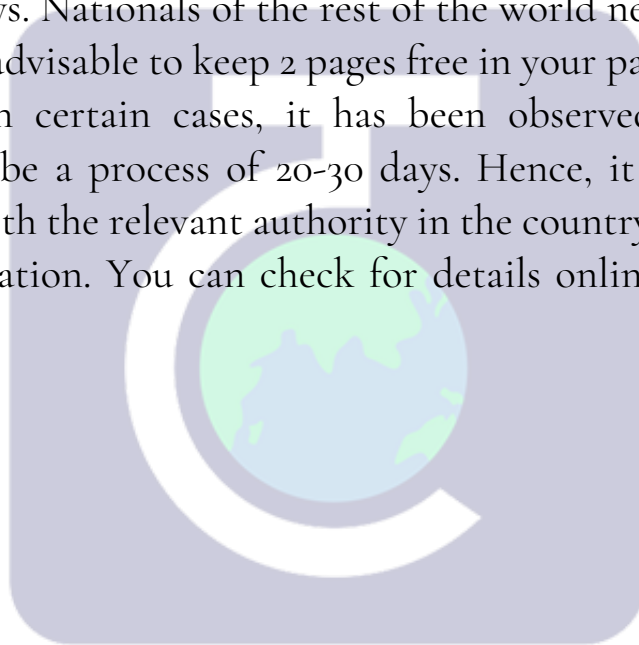 ys. Nationals of the rest of the world ne
advisable to keep 2 pages free in your pa
n certain cases, it has been observed
be a process of 20-30 days. Hence, it
th the relevant authority in the country
ation. You can check for details onlin